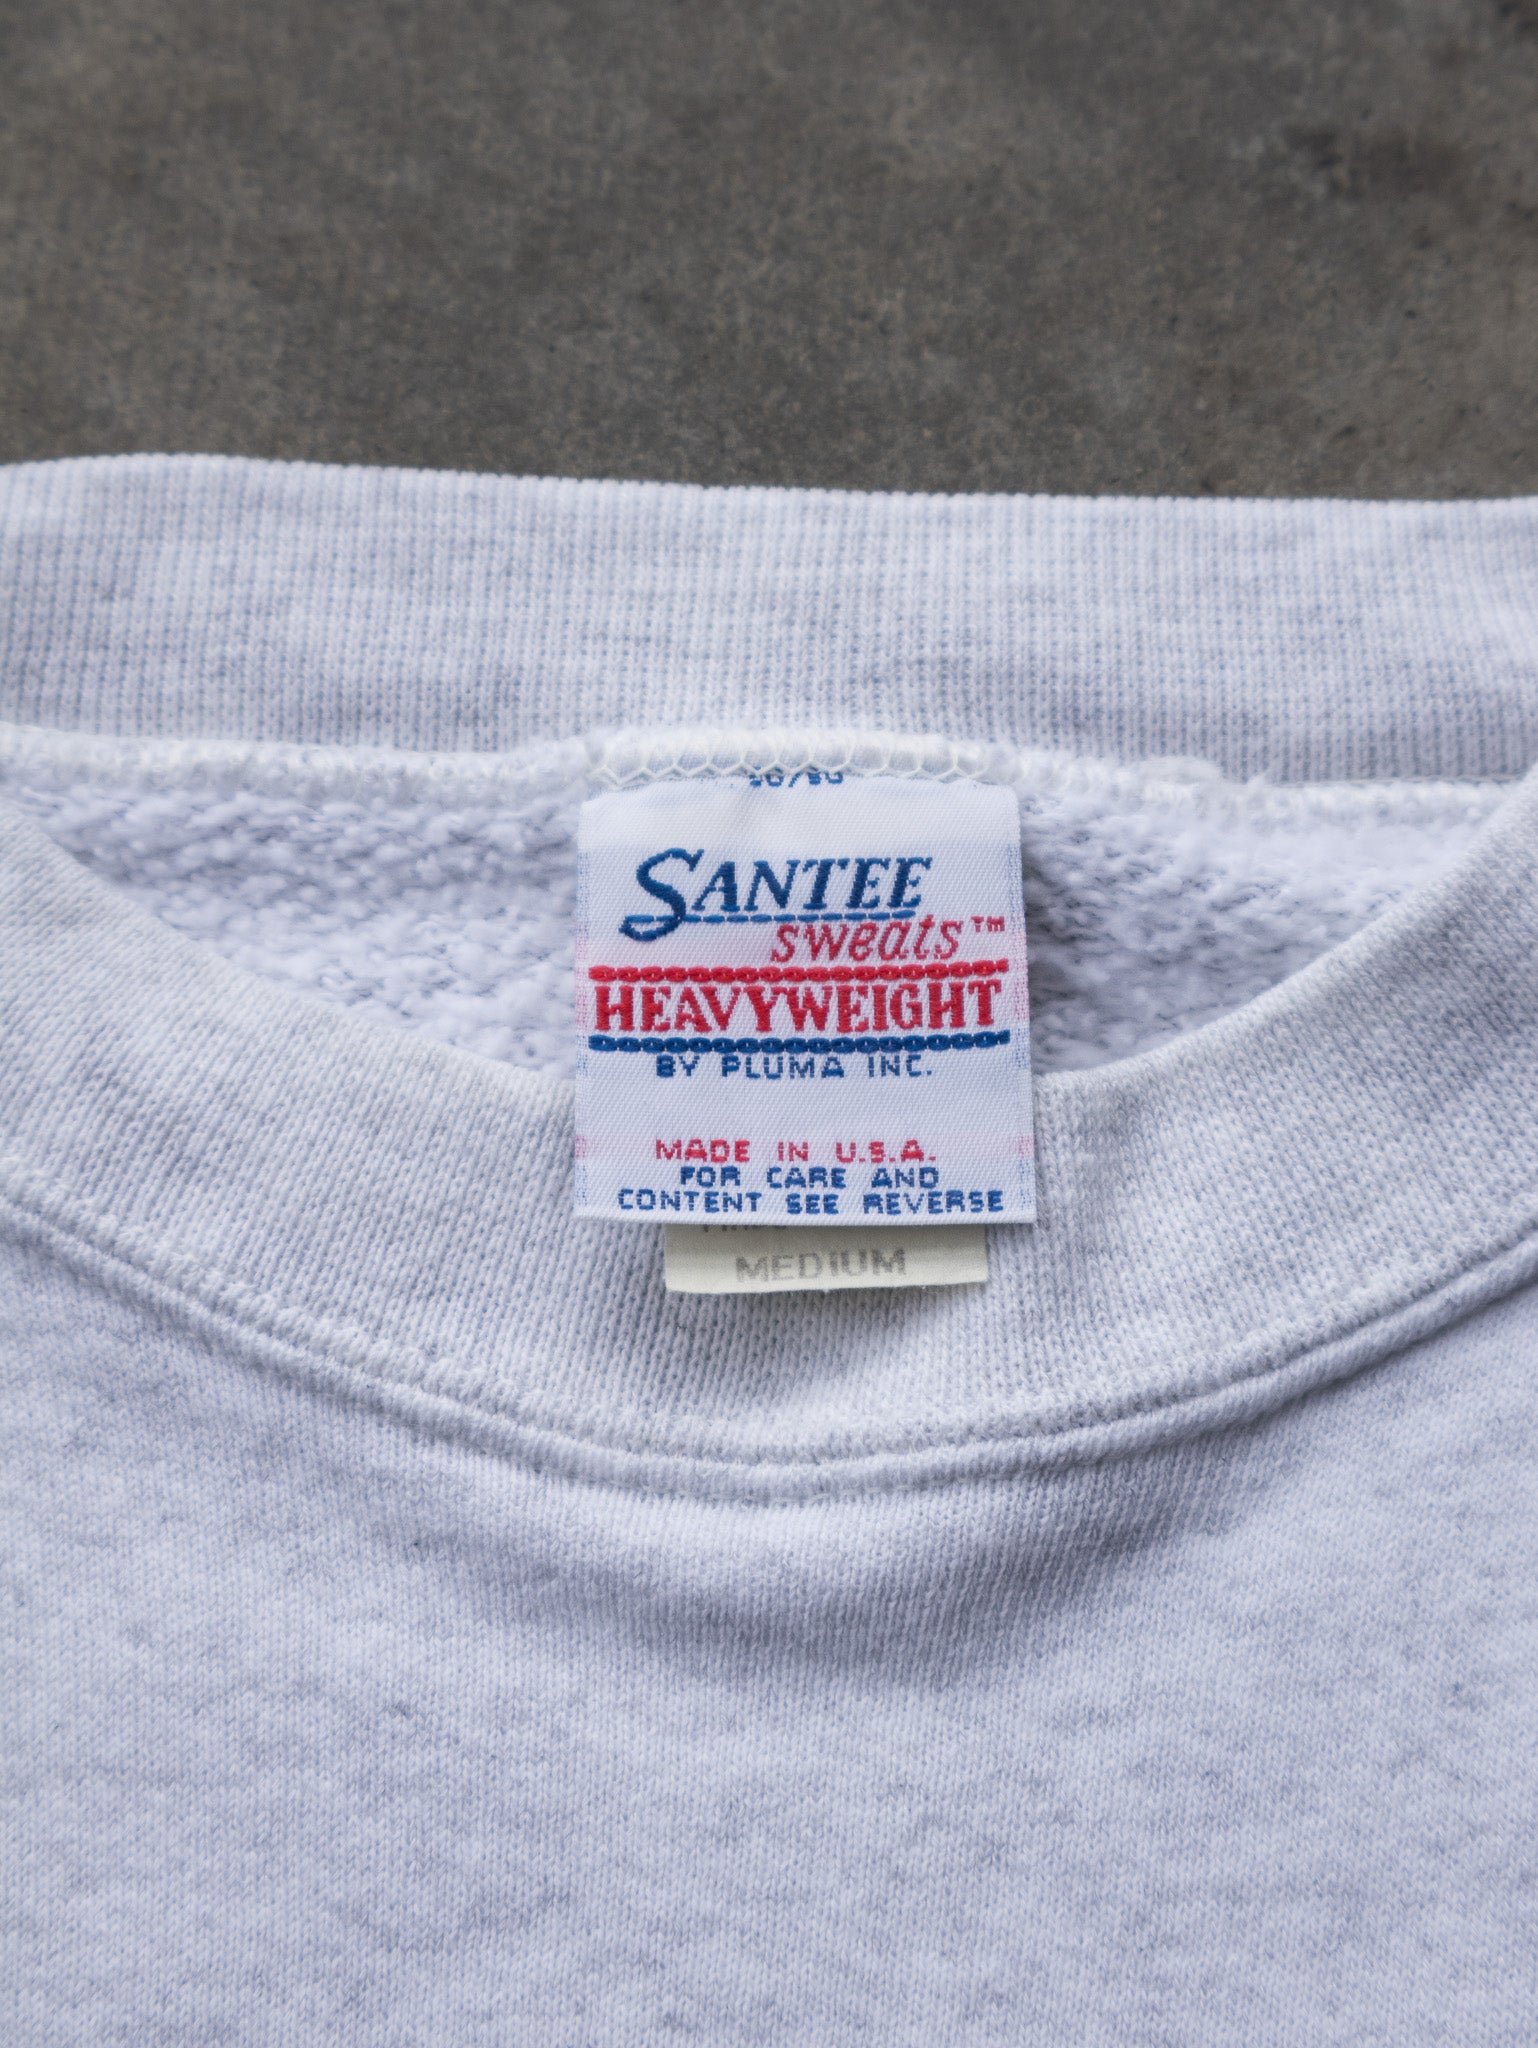 SANTEE
sweats™
HEAVYWEIGHT
BY PLUMA INC.
MADE IN U.S.A.
FOR CARE AND
CONTENT SEE REVERSE
MEDIUM